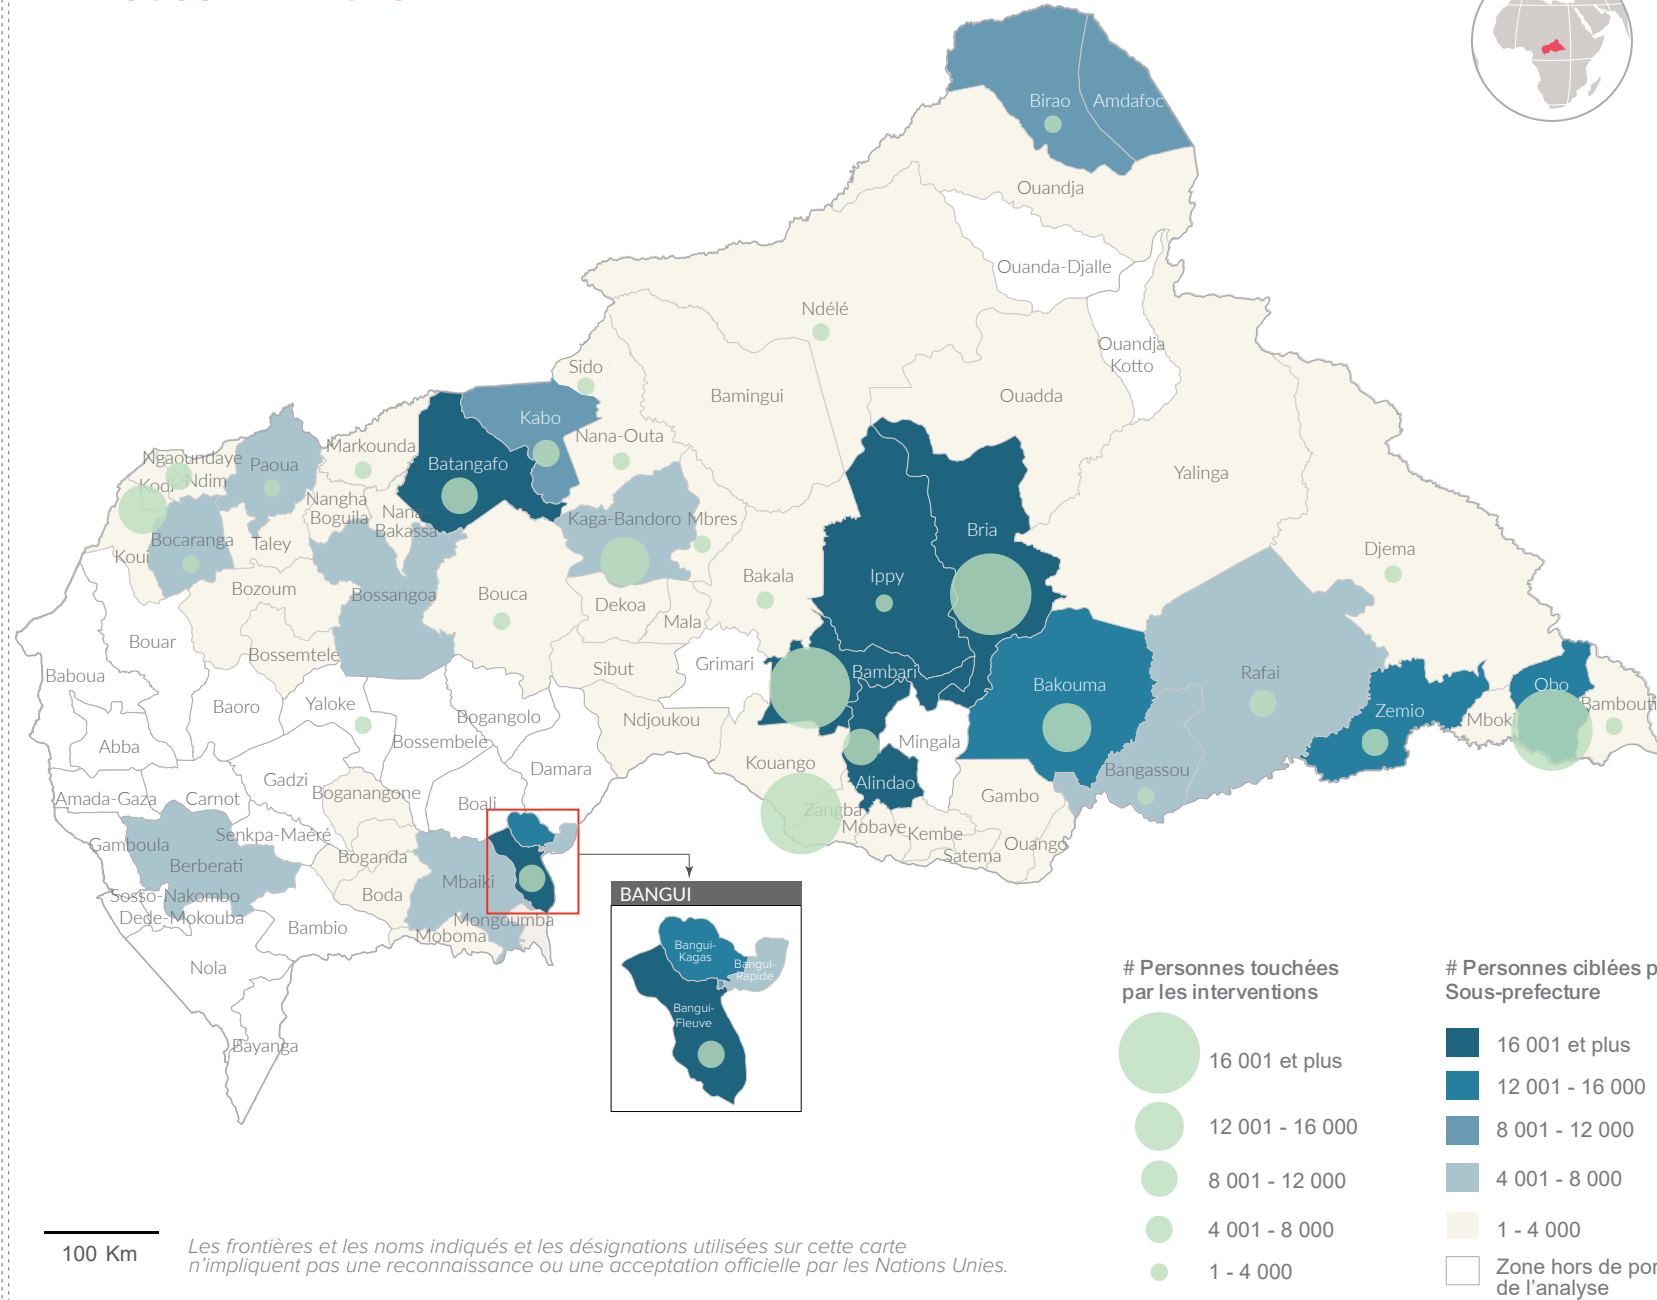 Birao
Amdafoc
Ouandja
Ouanda-Djalle
Ndélé
Ouandja
Kotto
Sido
Bamingui
Ouadda
Kabo
Nana-Outa
Markounda
Ngaoundaye
Paoua
Batangafo
Yalinga
Kodi
Ndim
Nangha
Boguila
Nana-
Bakassa
Kaga-Bandoro
Mbres
Bria
Bocaranga
Taley
Koui
Djema
Bozoum
Bossangoa
Bouca
Bakala
Ippy
Dekoa
Mala
Bouar
Bossemtele
Sibut
Grimari
Bambari
Rafai
Baboua
Bakouma
Obo
Baoro
Yaloke
Bogangolo
Ndjoukou
Zemio
Mboki
Bambouti
Abba
Bossembele
Mingala
Kouango
Damara
Bangassou
Gadzi
Alindao
Amada-Gaza
Carnot
Boganangone
Boali
Gambo
Zangba
Mobaye
Kembe
Gamboula
Senkpa-Maéré
Ouango
Satema
Berberati
Boganda
Mbaiki
Boda
Sosso-Nakombo
Dede-Mokouba
Mongoumba
Bambio
Moboma
Nola
Bayanga
BANGUI
Bangui-
Kagas
Bangui-
Rapide
Bangui-
Fleuve
# Personnes touchées
par les interventions
16 001 et plus
12 001 - 16 000
8 001 - 12 000
4 001 - 8 000
1 - 4 000
# Personnes ciblées p
Sous-prefecture
16 001 et plus
12 001 - 16 000
8 001 - 12 000
4 001 - 8 000
1 - 4 000
Zone hors de por
de l'analyse
100 Km
Les frontières et les noms indiqués et les désignations utilisées sur cette carte
n'impliquent pas une reconnaissance ou une acceptation officielle par les Nations Unies.